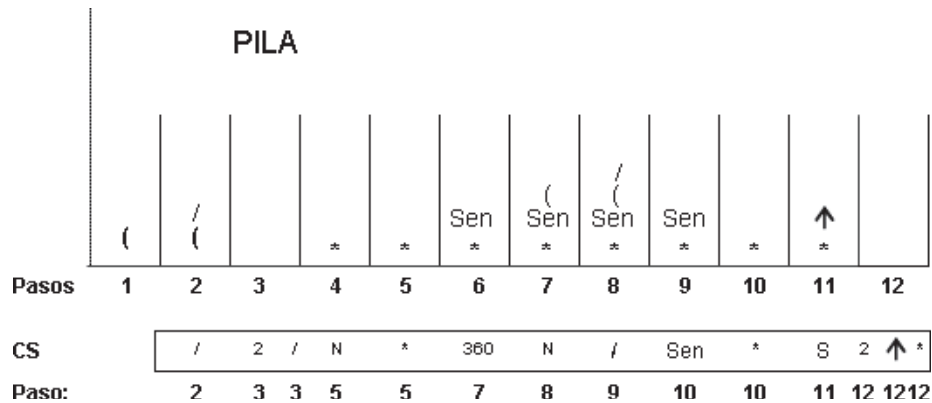 PILA
/ /
( (
( / Sen Sen Sen Sen ↑
( ( * * * * * * * *
Pasos 1 2 3 4 5 6 7 8 9 10 11 12
CS / 2 / N * 360 N / Sen * S 2 ↑ *
Paso: 2 3 3 5 5 7 8 9 10 10 11 12 12 12